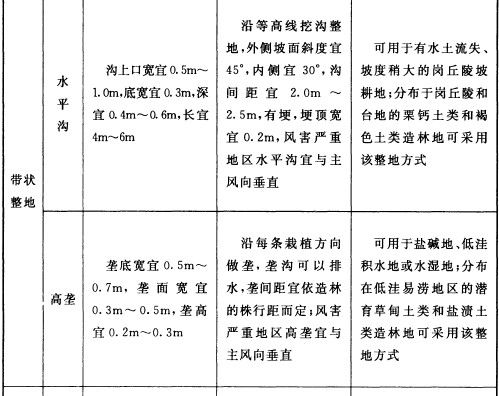 带状
整地
水
平
沟
沟上口宽宜0.5m~
1.0m,底宽宜0.3m,深
宜0.4m~0.6m,长宜
4m~6m
沿等高线挖沟整
地,外侧坡面斜度宜
45°,内侧宜30°,沟
间距宜2.0m~
2.5m,有埂,埂顶宽
宜0.2m,风害严重
地区水平沟宜与主
风向垂直
可用于有水土流失、
坡度稍大的岗丘陵坡
耕地;分布于岗丘陵和
台地的栗钙土类和褐
色土类造林地可采用
该整地方式
高垄
垄底宽宜0.5m~
0.7m,垄面宽宜
0.3m~0.5m,垄高
宜0.2m~0.3m
沿每条栽植方向
做垄,垄沟可以排
水,垄间距宜依造林
的株行距而定;风害
严重地区高垄宜与
主风向垂直
可用于盐碱地、低洼
积水地或水湿地;分布
在低洼易涝地区的潜
育草甸土类和盐渍土
类造林地可采用该整
地方式